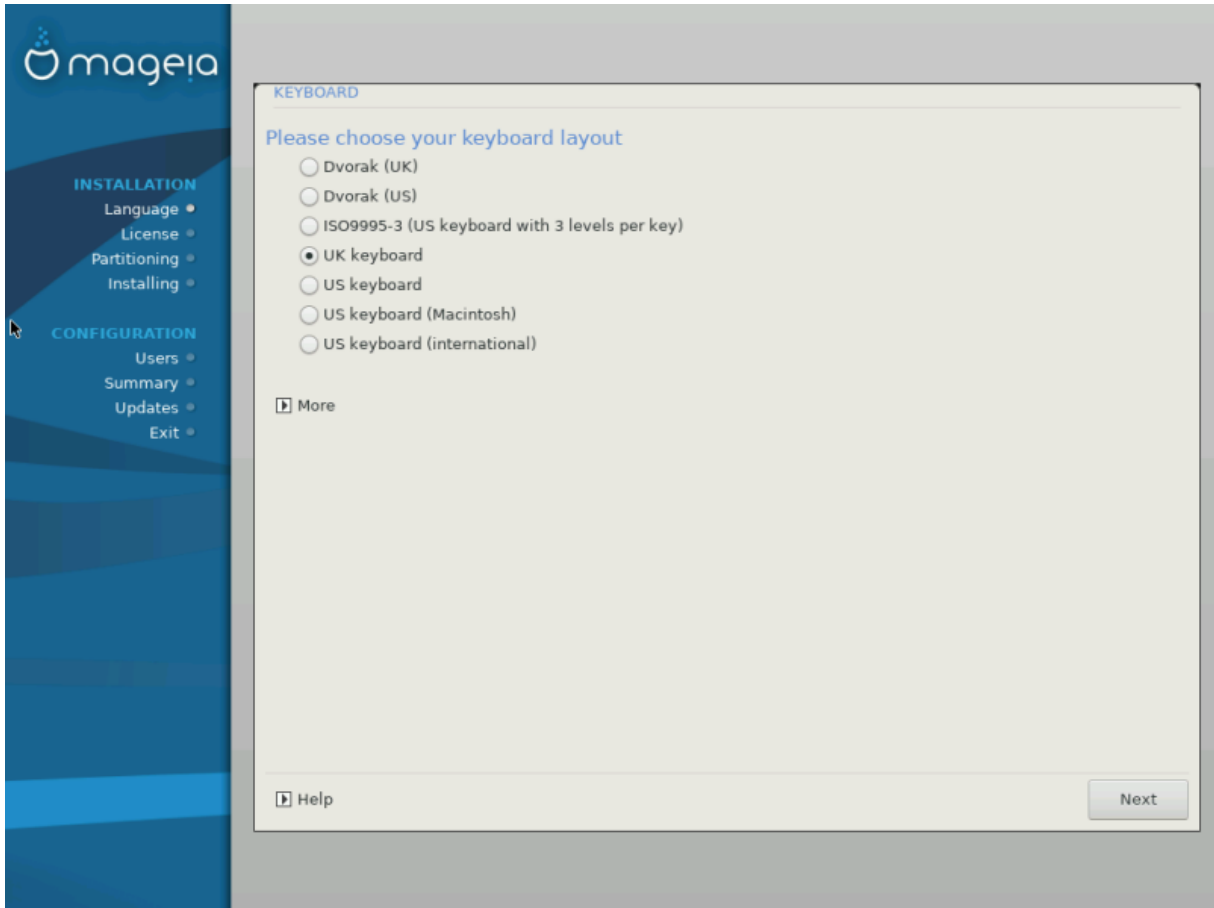 mageia
INSTALLATION
Language
License
Partitioning
Installing
CONFIGURATION
Users
Summary
Updates
Exit
KEYBOARD
Please choose your keyboard layout
Dvorak (UK)
Dvorak (US)
ISO9995-3 (US keyboard with 3 levels per key)
UK keyboard
US keyboard
US keyboard (Macintosh)
US keyboard (international)
More
Help
Next